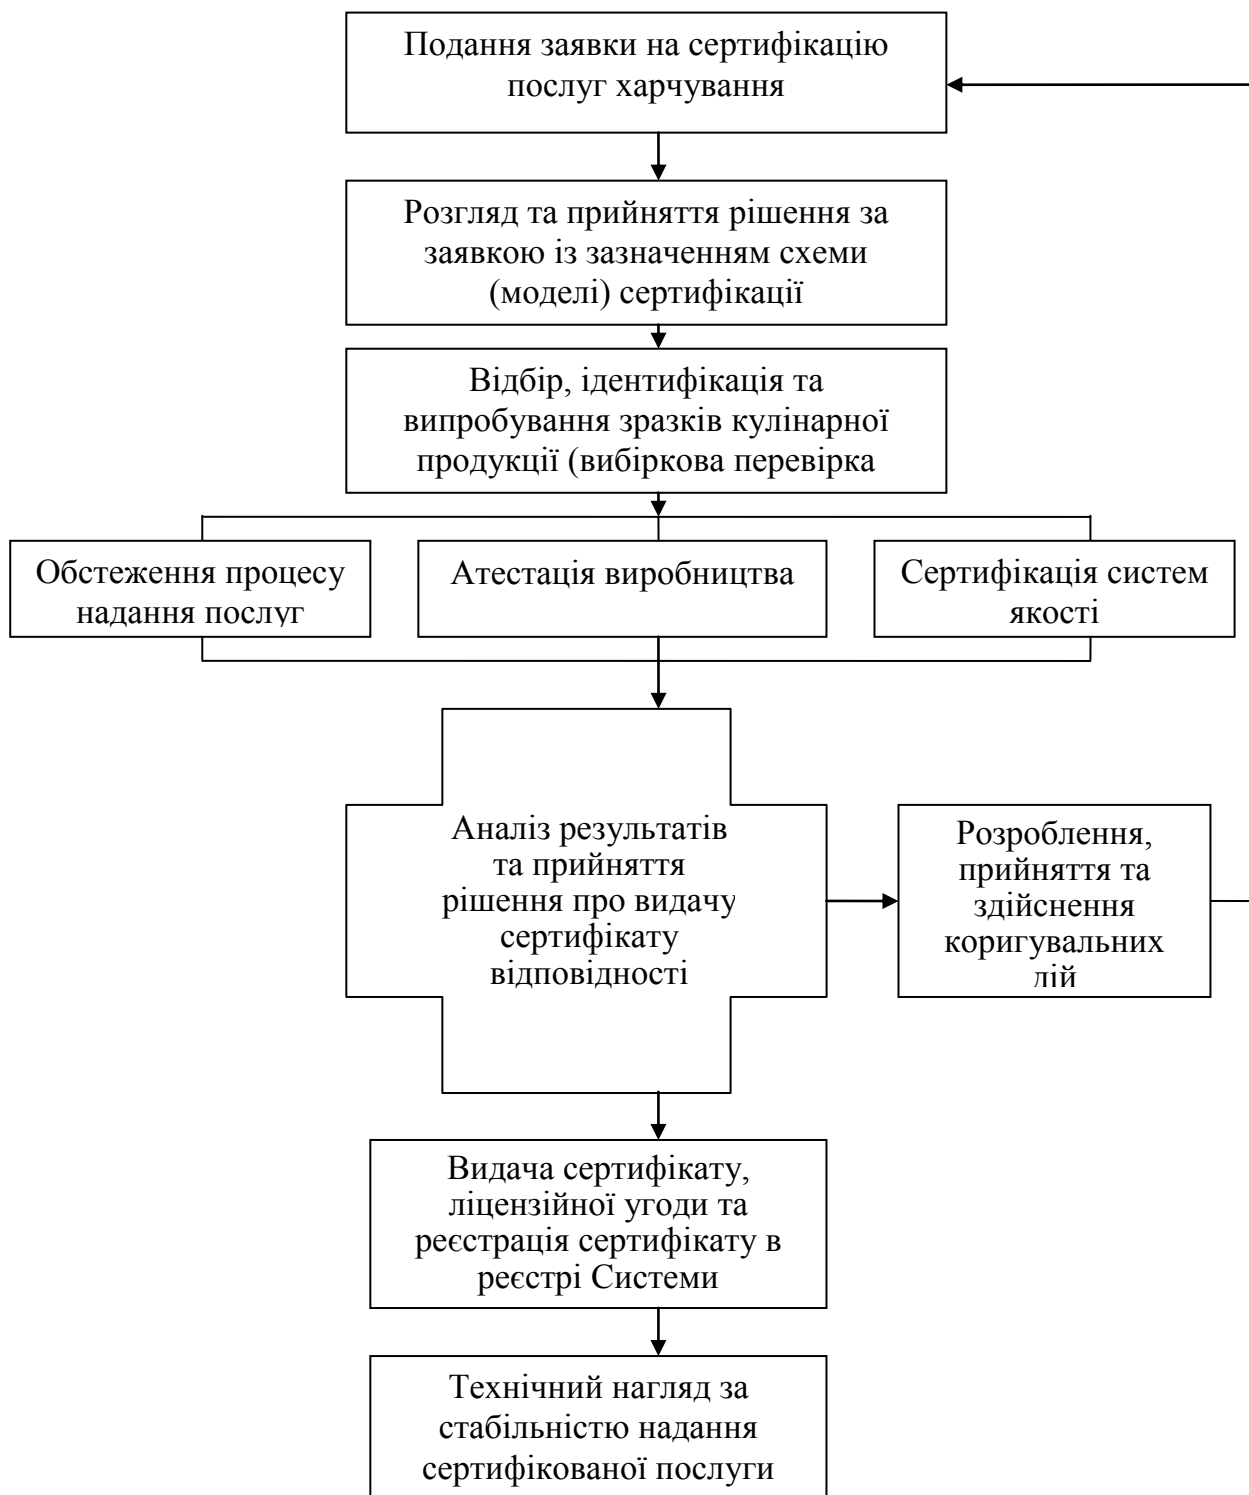 Подання заявки на сертифікацію
послуг харчування
Розгляд та прийняття рішення за
заявкою із зазначенням схеми
(моделі) сертифікації
Відбір, ідентифікація та
випробування зразків кулінарної
продукції (вибіркова перевірка
Обстеження процесу
надання послуг
Атестація виробництва
Сертифікація систем
якості
Аналіз результатів
та прийняття
рішення про видачу
сертифікату
відповідності
Розроблення,
прийняття та
здійснення
коригувальних
дій
Видача сертифікату,
ліцензійної угоди та
реєстрація сертифікату в
реєстрі Системи
Технічний нагляд за
стабільністю надання
сертифікованої послуги